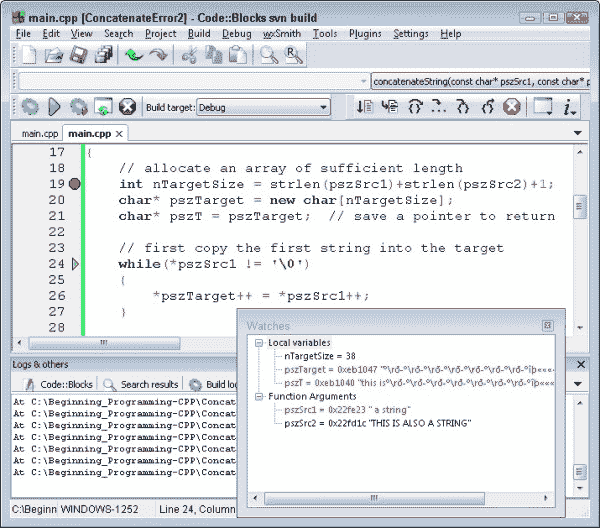 main.cpp [ConcatenateError2] - Code::Blocks svn build
File Edit View Search Project Build Debug wxSmith Tools Plugins Settings Help
concatenateString(const char* pszSrc1, const char* p
Build target: Debug
main.cpp main.cpp
17 {
18 // allocate an array of sufficient length
19 int nTargetSize = strlen(pszSrc1)+strlen(pszSrc2)+1;
20 char* pszTarget = new char[nTargetSize];
21 char* pszT = pszTarget; // save a pointer to return
22
23 // first copy the first string into the target
24 while(*pszSrc1 != '\0')
25 {
26 *pszTarget++ = *pszSrc1++;
27 }
28
Watches
Local variables
nTargetSize = 38
pszTarget = 0xeb1047
pszT = 0xeb1040 "this is
Function Arguments
pszSrc1 = 0x22fe23 " a string"
pszSrc2 = 0x22fd1c "THIS IS ALSO A STRING"
Logs & others
Code::Blocks Search results Build lo
At C:\Beginning_Programming-CPP\Concat
At C:\Beginning_Programming-CPP\Concat
At C:\Beginning_Programming-CPP\Concat
At C:\Beginning_Programming-CPP\Concat
At C:\Beginning_Programming-CPP\Concat
At C:\Beginning_Programming-CPP\Concat
At C:\Beginning_Programming-CPP\Concat
C:\Beginn WINDOWS-1252 Line 24, Column